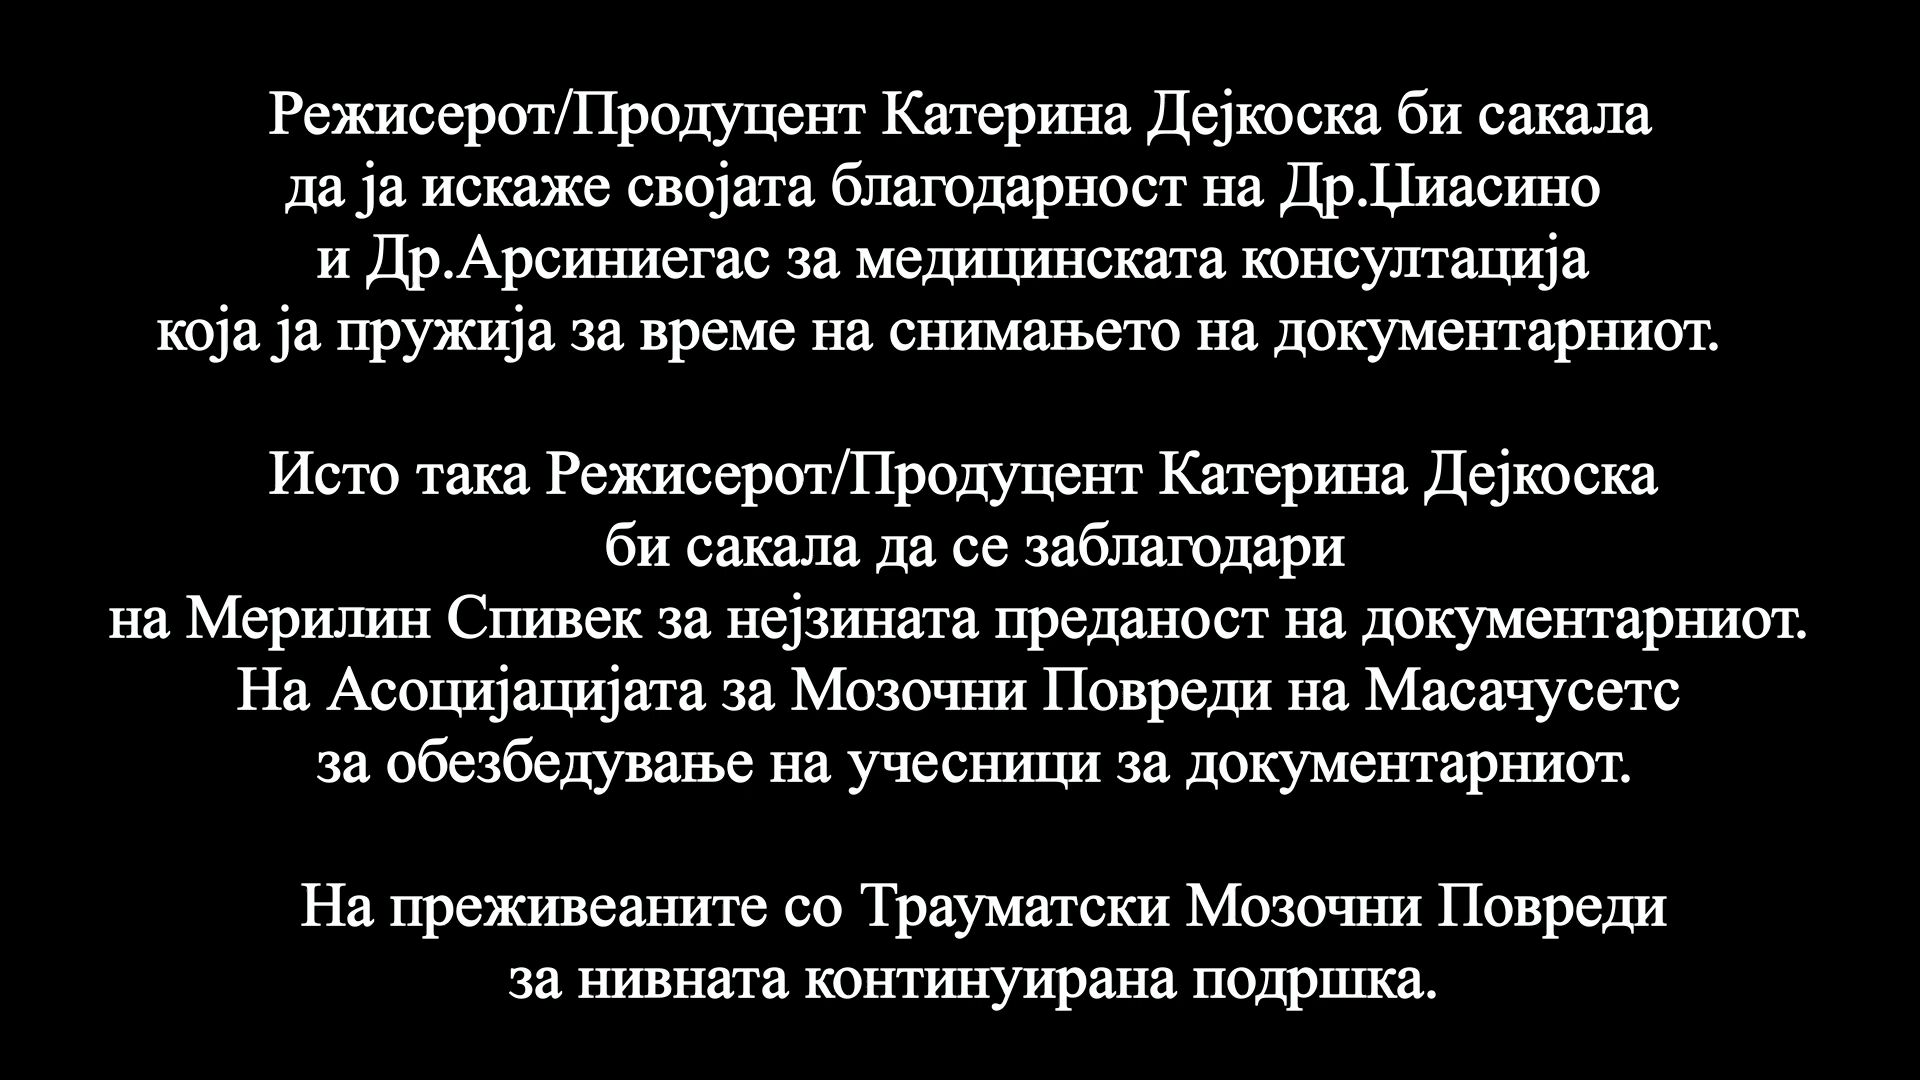 Режисерот/Продуцент Катерина Дејкоска би сакала
да ја искаже својата благодарност на Др.Џиасино
и Др.Арсиниегас за медицинската консултација
која ја пружија за време на снимањето на документарниот.
Исто така Режисерот/Продуцент Катерина Дејкоска
би сакала да се заблагодари
на Мерилин Спивек за нејзината преданост на документарниот.
На Асоцијацијата за Мозочни Повреди на Масачусетс
за обезбедување на учесници за документарниот.
На преживеаните со Трауматски Мозочни Повреди
за нивната континуирана подршка.